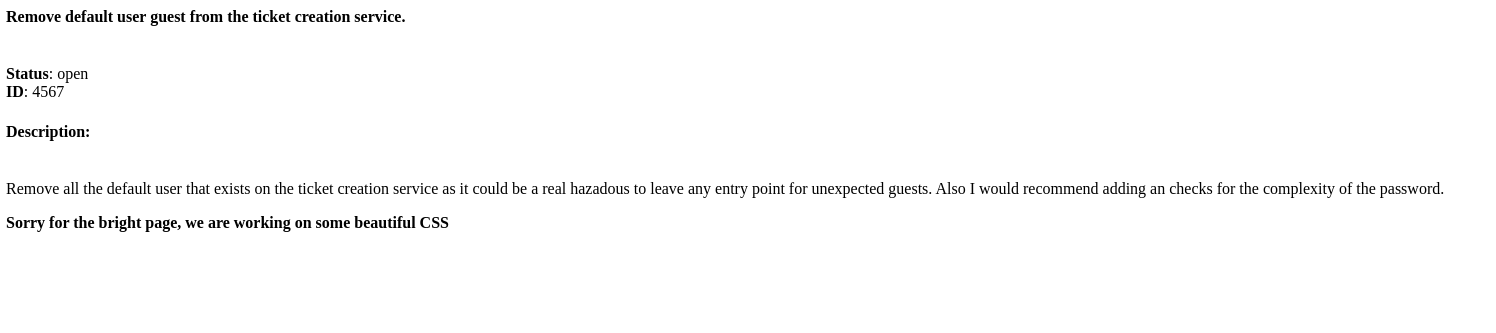 Remove default user guest from the ticket creation service.
Status: open
ID: 4567
Description:
Remove all the default user that exists on the ticket creation service as it could be a real hazadous to leave any entry point for unexpected guests. Also I would recommend adding an checks for the complexity of the password.
Sorry for the bright page, we are working on some beautiful CSS